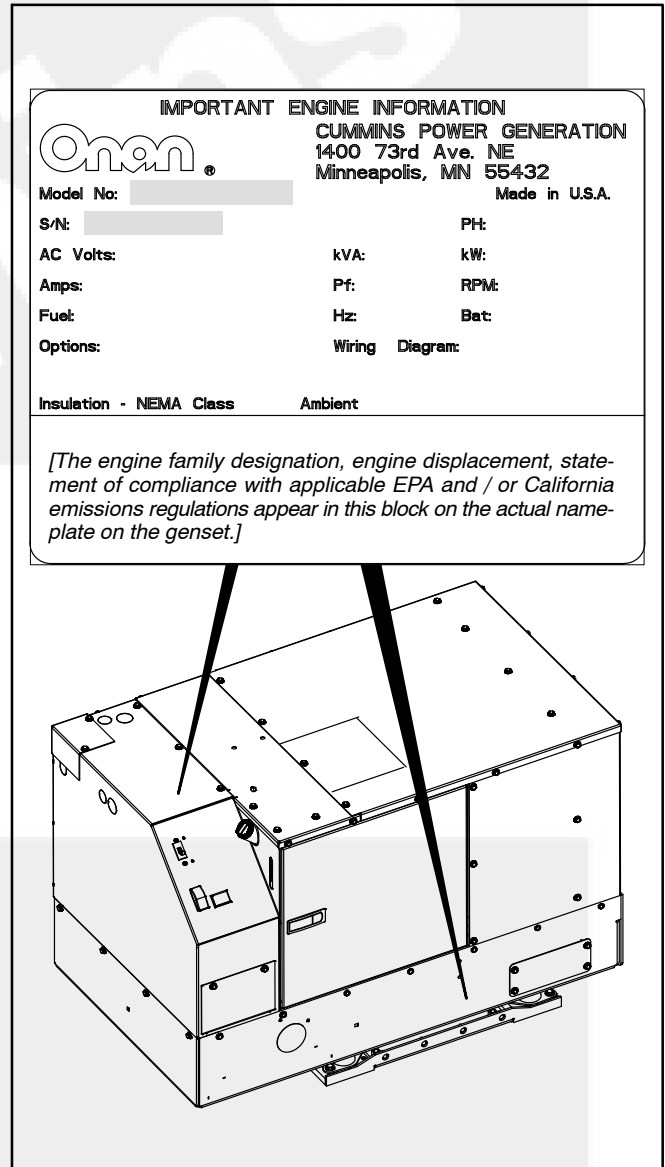 IMPORTANT ENGINE INFORMATION
Onan ®
CUMMINS POWER GENERATION
1400 73rd Ave. NE
Minneapolis, MN 55432
Model No:
Made in U.S.A.
S/N:
PH:
AC Volts:
kVA:
kW:
Amps:
Pf:
RPM:
Fuel:
Hz:
Bat:
Options:
Wiring Diagram:
Insulation - NEMA Class
Ambient
[The engine family designation, engine displacement, state-
ment of compliance with applicable EPA and / or California
emissions regulations appear in this block on the actual name-
plate on the genset.]